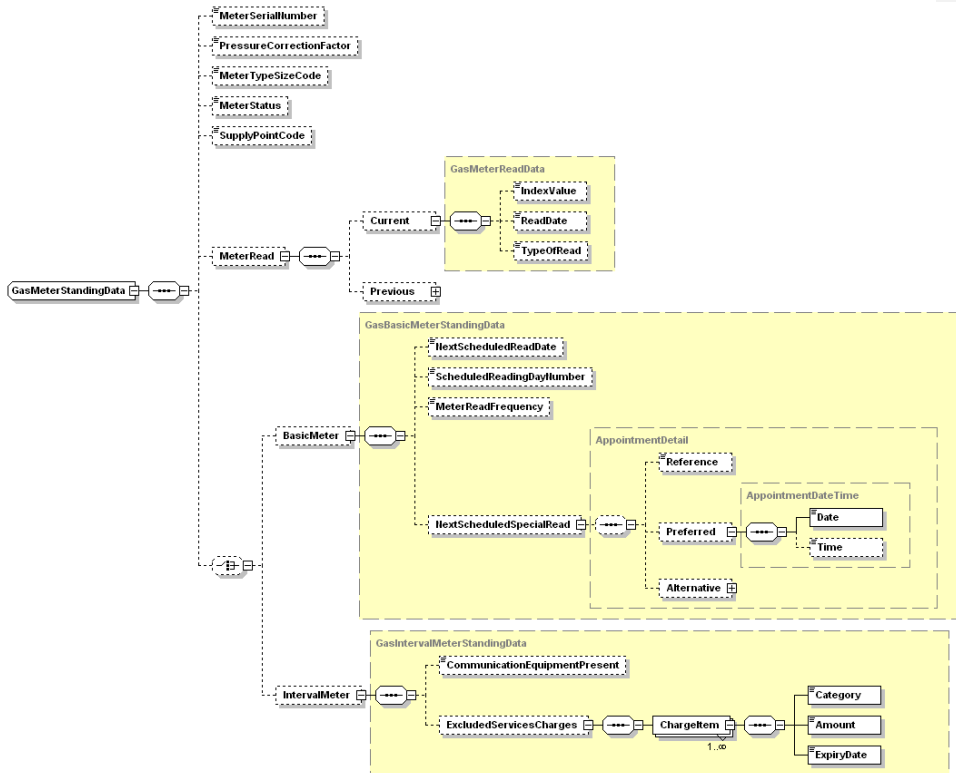 MeterSerialNumber
PressureCorrectionFactor
MeterTypeSizeCode
MeterStatus
SupplyPointCode
GasMeterReadData
IndexValue
Current
ReadDate
TypeOfRead
MeterRead
GasMeterStandingData
Previous
GasBasicMeterStandingData
NextScheduledReadDate
ScheduledReadingDayNumber
MeterReadFrequency
BasicMeter
AppointmentDetail
Reference
AppointmentDateTime
Date
NextScheduledSpecialRead
Preferred
Time
Alternative
GasIntervalMeterStandingData
CommunicationEquipmentPresent
IntervalMeter
Category
ExcludedServicesCharges
ChargeItem
Amount
1..∞
ExpiryDate